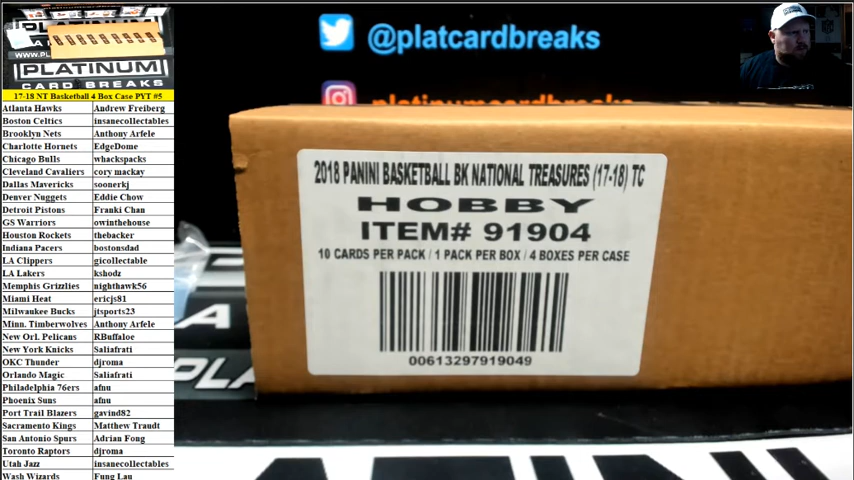 @platcardbreaks
platinumcardbreaks
PLATINUM
CARD BREAKS
17-18 NT Basketball 4 Box Case PYT #5
Atlanta Hawks Andrew Freiberg
Boston Celtics insanecollectables
Brooklyn Nets Anthony Arfele
Charlotte Hornets EdgeDome
Chicago Bulls whackspacks
Cleveland Cavaliers cory mackay
Dallas Mavericks soonerkj
Denver Nuggets Eddie Chow
Detroit Pistons Franki Chan
GS Warriors owinthehouse
Houston Rockets thebacker
Indiana Pacers bostonsdad
LA Clippers gicollectable
LA Lakers kshodz
Memphis Grizzlies nighthawk56
Miami Heat ericjs81
Milwaukee Bucks jtsports23
Minn. Timberwolves Anthony Arfele
New Orl. Pelicans RBuffaloe
New York Knicks Saliafrati
OKC Thunder djroma
Orlando Magic Saliafrati
Philadelphia 76ers afnu
Phoenix Suns afnu
Port Trail Blazers gavind82
Sacramento Kings Matthew Traudt
San Antonio Spurs Adrian Fong
Toronto Raptors djroma
Utah Jazz insanecollectables
Wash Wizards Fung Lau
2018 PANINI BASKETBALL BK NATIONAL TREASURES (17-18) TC
HOBBY
ITEM# 91904
10 CARDS PER PACK / 1 PACK PER BOX / 4 BOXES PER CASE
00613297919049